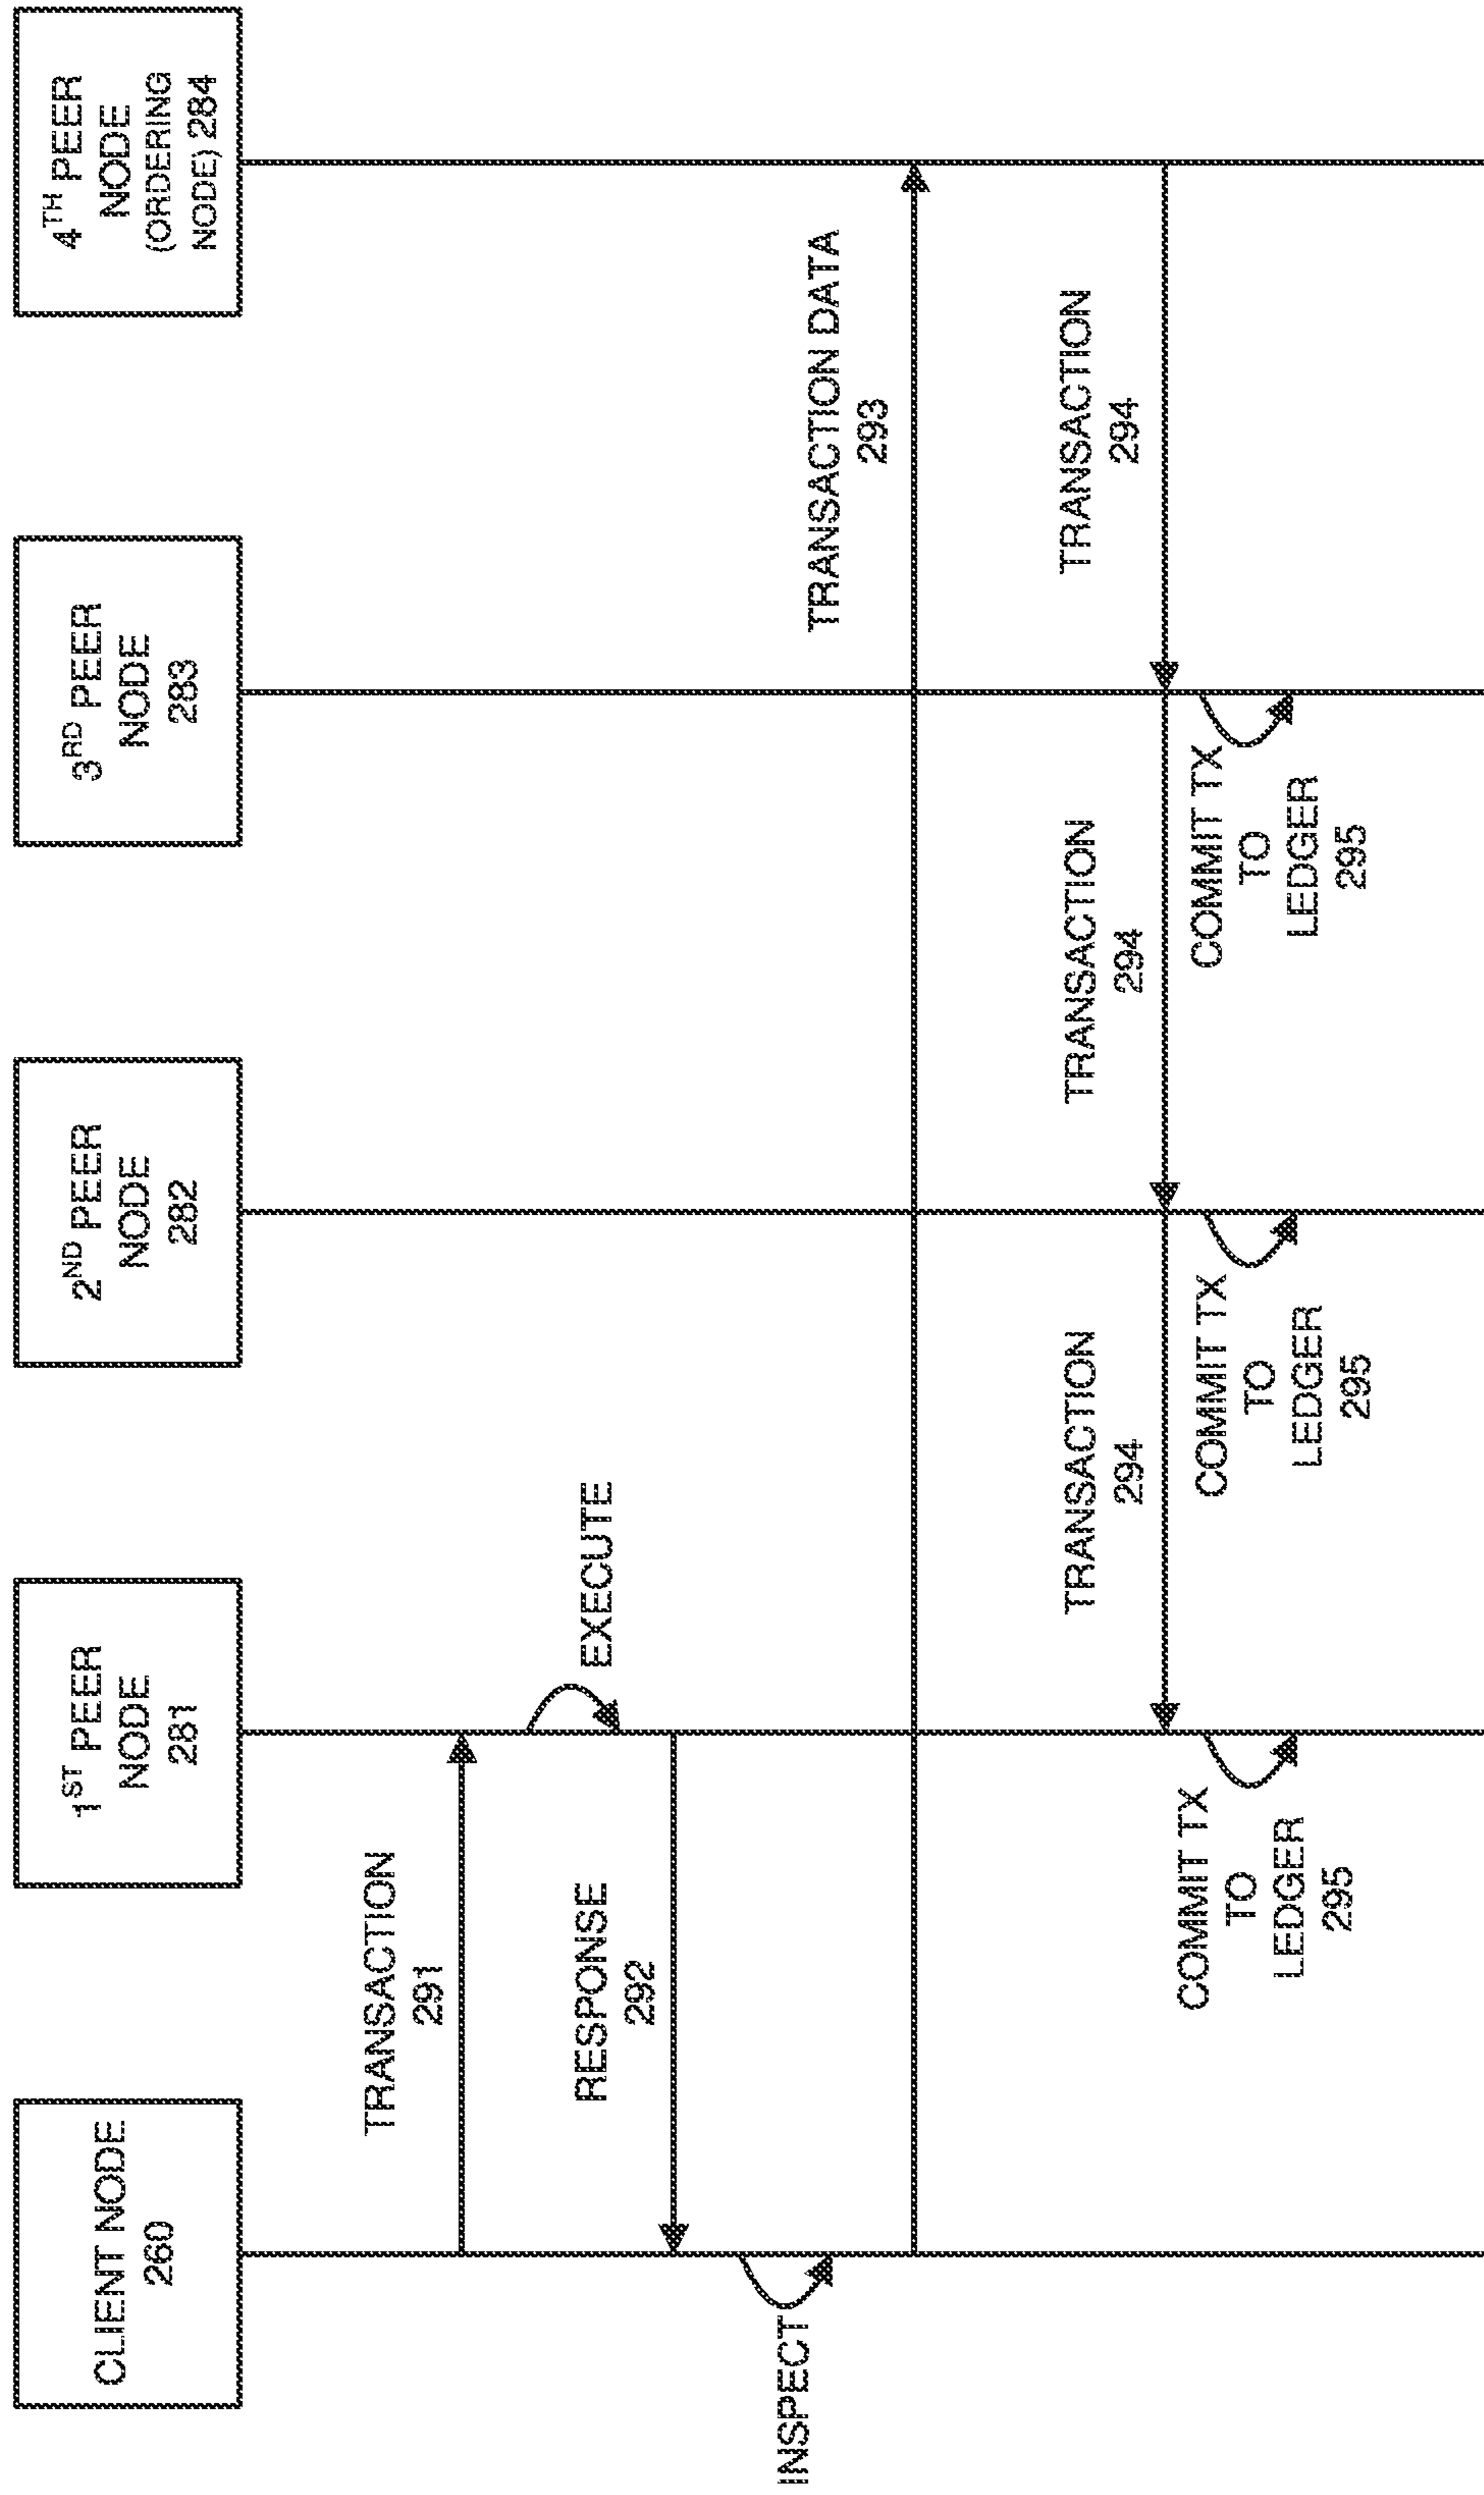 CLIENT NODE
260
1ST PEER
NODE
281
2ND PEER
NODE
282
3RD PEER
NODE
283
4TH PEER
NODE
(ORDERING
NODE) 284
TRANSACTION
291
EXECUTE
RESPONSE
292
INSPECT
TRANSACTION DATA
293
TRANSACTION
294
TRANSACTION
294
TRANSACTION
294
COMMIT TX
TO
LEDGER
295
COMMIT TX
TO
LEDGER
295
COMMIT TX
TO
LEDGER
295